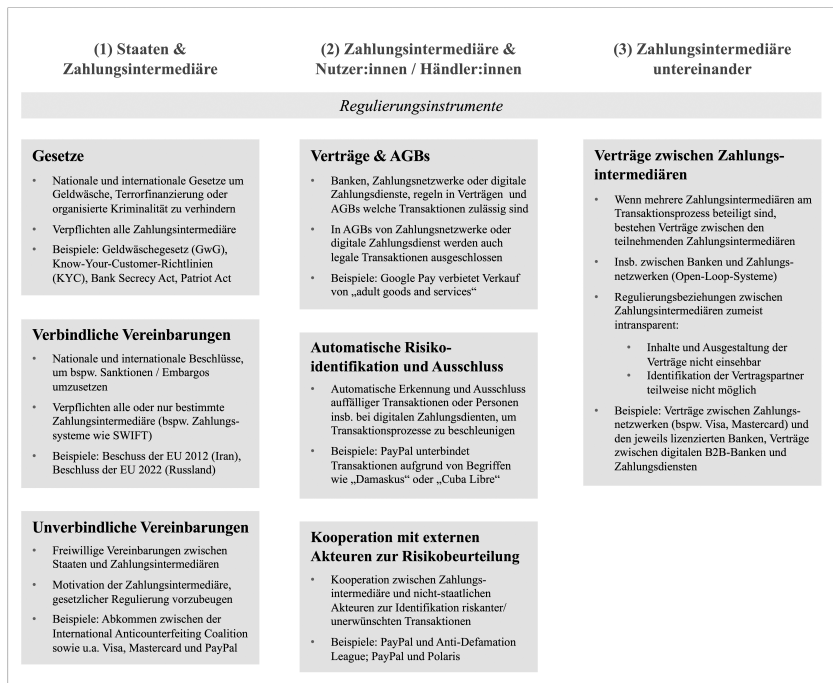 (1) Staaten &
Zahlungsintermediäre
(2) Zahlungsintermediäre &
Nutzer:innen / Händler:innen
(3) Zahlungsintermediäre
untereinander
Regulierungsinstrumente
Gesetze
• Nationale und internationale Gesetze um
Geldwäsche, Terrorfinanzierung oder
organisierte Kriminalität zu verhindern
• Verpflichten alle Zahlungsintermediäre
• Beispiele: Geldwäschegesetz (GwG),
Know-Your-Customer-Richtlinien
(KYC), Bank Secrecy Act, Patriot Act
Verbindliche Vereinbarungen
• Nationale und internationale Beschlüsse,
um bspw. Sanktionen / Embargos
umzusetzen
• Verpflichten alle oder nur bestimmte
Zahlungsintermediäre (bspw. Zahlungs-
systeme wie SWIFT)
• Beispiele: Beschuss der EU 2012 (Iran),
Beschluss der EU 2022 (Russland)
Unverbindliche Vereinbarungen
• Freiwillige Vereinbarungen zwischen
Staaten und Zahlungsintermediären
• Motivation der Zahlungsintermediäre,
gesetzlicher Regulierung vorzubeugen
• Beispiele: Abkommen zwischen der
International Anticounterfeiting Coalition
sowie u.a. Visa, Mastercard und PayPal
Verträge & AGBs
• Banken, Zahlungsnetzwerke oder digitale
Zahlungsdienste, regeln in Verträgen und
AGBs welche Transaktionen zulässig sind
• In AGBs von Zahlungsnetzwerke oder
digitale Zahlungsdienst werden auch
legale Transaktionen ausgeschlossen
• Beispiele: Google Pay verbietet Verkauf
von „adult goods and services“
Automatische Risiko-
identifikation und Ausschluss
• Automatische Erkennung und Ausschluss
auffälliger Transaktionen oder Personen
insb. bei digitalen Zahlungsdienten, um
Transaktionsprozesse zu beschleunigen
• Beispiele: PayPal unterbindet
Transaktionen aufgrund von Begriffen
wie „Damaskus“ oder „Cuba Libre“
Kooperation mit externen
Akteuren zur Risikobeurteilung
• Kooperation zwischen Zahlungs-
intermediäre und nicht-staatlichen
Akteuren zur Identifikation riskanter/
unerwünschten Transaktionen
• Beispiele: PayPal und Anti-Defamation
League; PayPal und Polaris
Verträge zwischen Zahlungs-
intermediären
• Wenn mehrere Zahlungsintermediären am
Transaktionsprozess beteiligt sind,
bestehen Verträge zwischen den
teilnehmenden Zahlungsintermediären
• Insb. zwischen Banken und Zahlungs-
netzwerken (Open-Loop-Systeme)
• Regulierungsbeziehungen zwischen
Zahlungsintermediären zumeist
intransparent:
• Inhalte und Ausgestaltung der
Verträge nicht einsehbar
• Identifikation der Vertragspartner
teilweise nicht möglich
• Beispiele: Verträge zwischen Zahlungs-
netzwerken (bspw. Visa, Mastercard) und
den jeweils lizenzierten Banken, Verträge
zwischen digitalen B2B-Banken und
Zahlungsdiensten